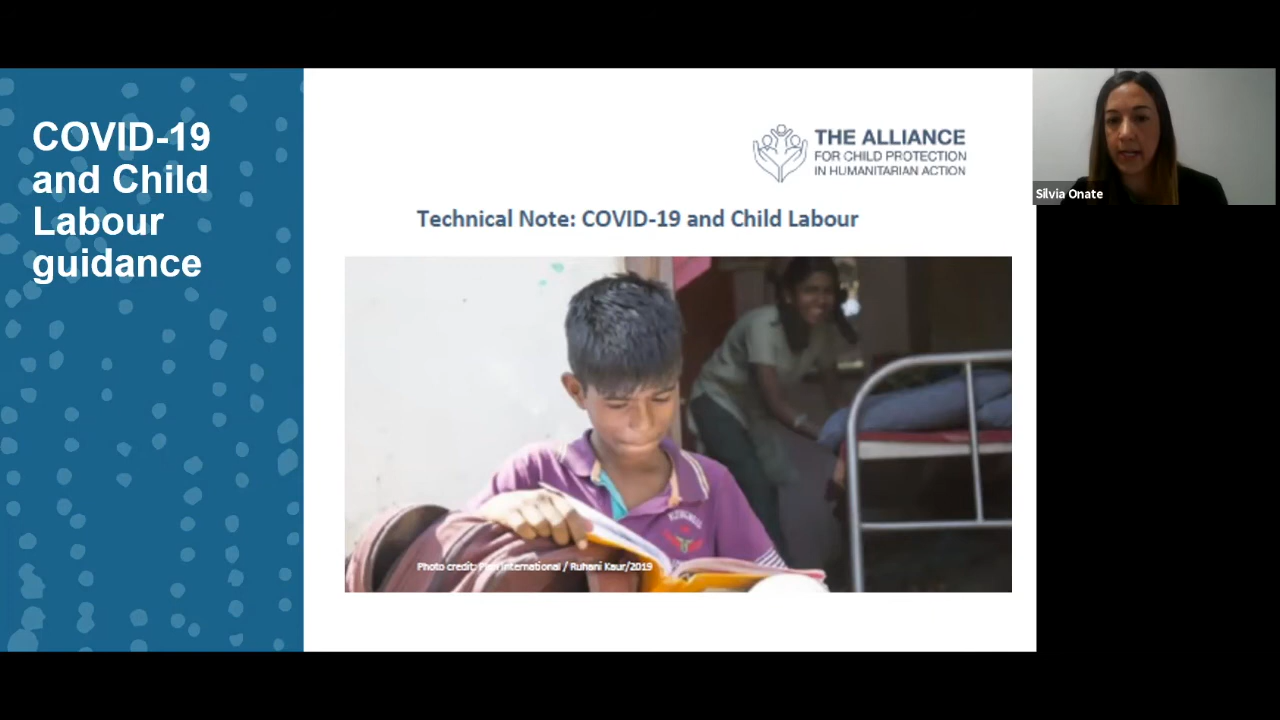 COVID-19
and Child
Labour
guidance
THE ALLIANCE
FOR CHILD PROTECTION
IN HUMANITARIAN ACTION
Technical Note: COVID-19 and Child Labour
Photo credit: Plan International / Ruhani Kaur/2019
Silvia Onate